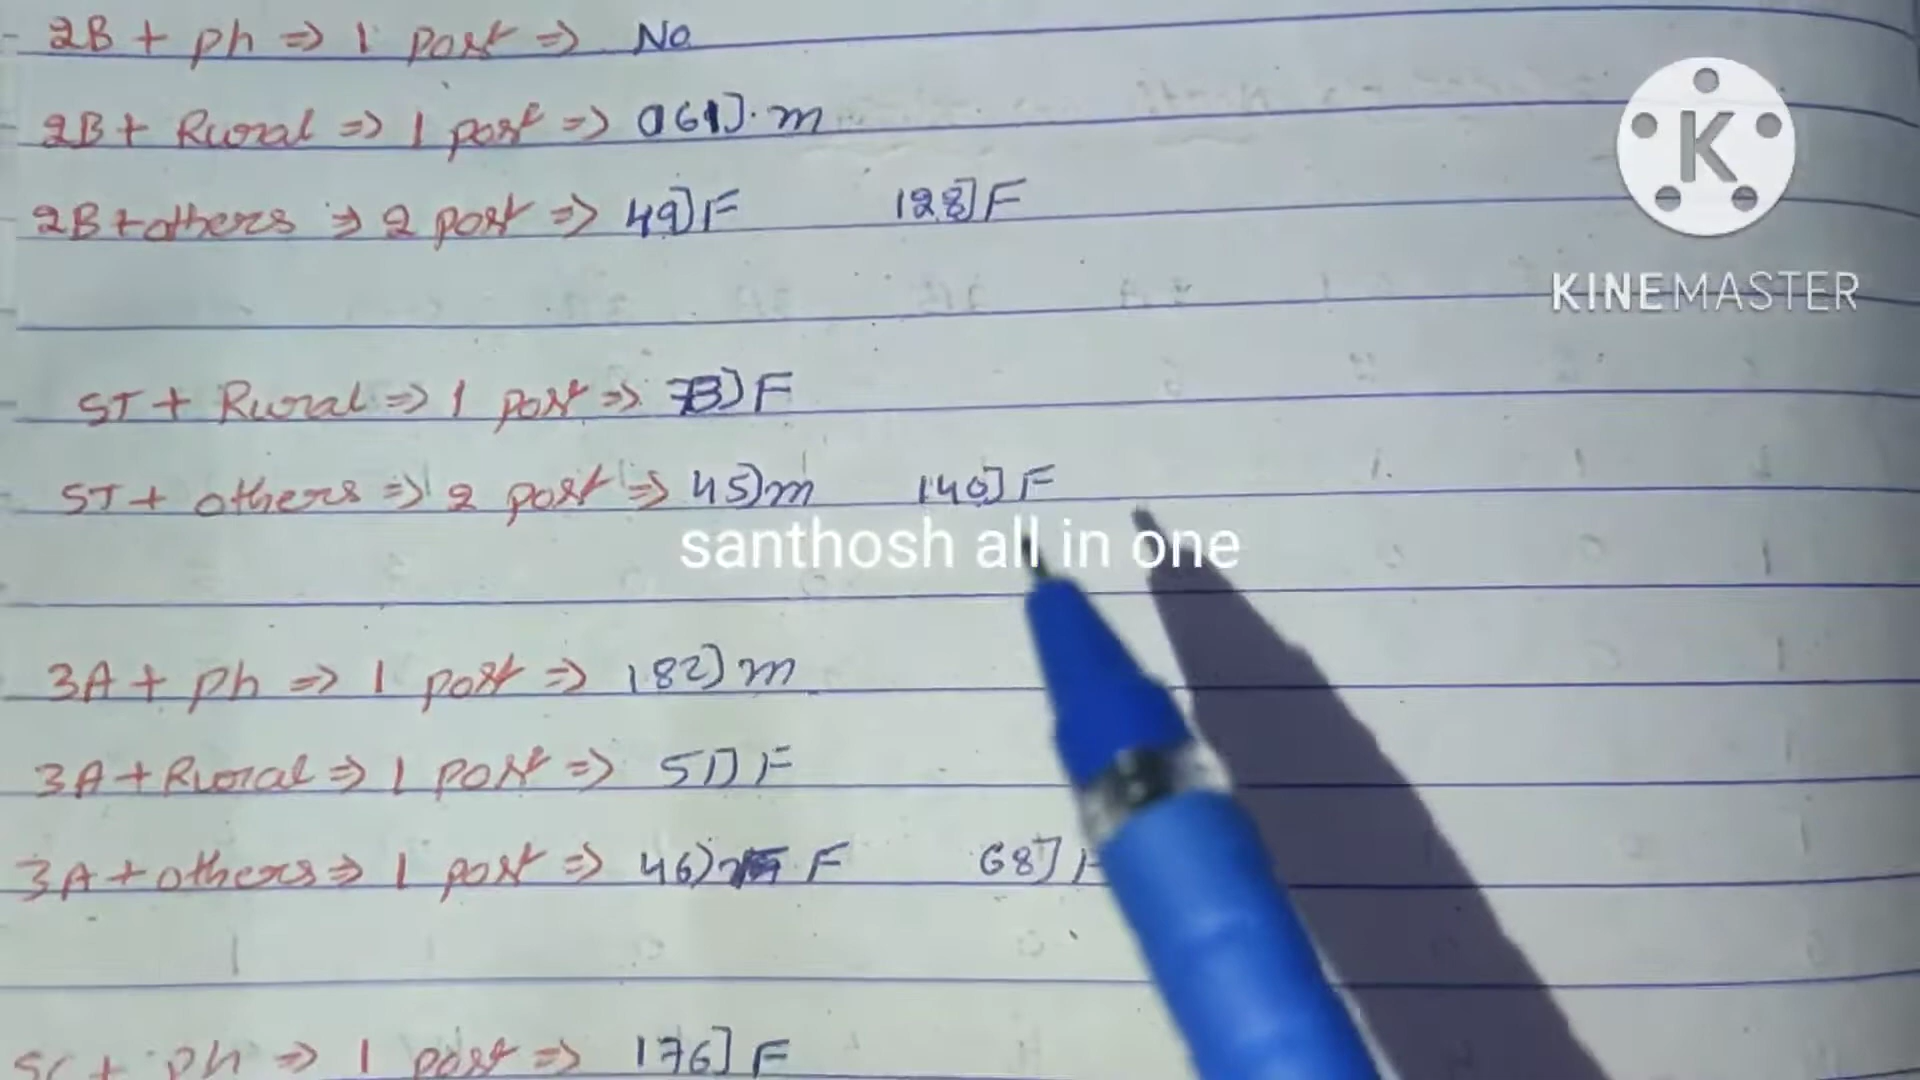 2B + ph ⇒ 1 post ⇒ No
2B + Rural ⇒ 1 post ⇒ 061] m
2B + others ⇒ 2 post ⇒ 49] F 128] F
K
KINEMASTER
ST + Rural ⇒ 1 post ⇒ F
ST + others ⇒ 2 post ⇒ 45) m 140] F
santhosh all in one
3A + ph ⇒ 1 post ⇒ 182) m
3A + Rural ⇒ 1 post ⇒ 51] F
3A + others ⇒ 1 post ⇒ 46) F 68]
SC + ph ⇒ 1 post ⇒ 176] F